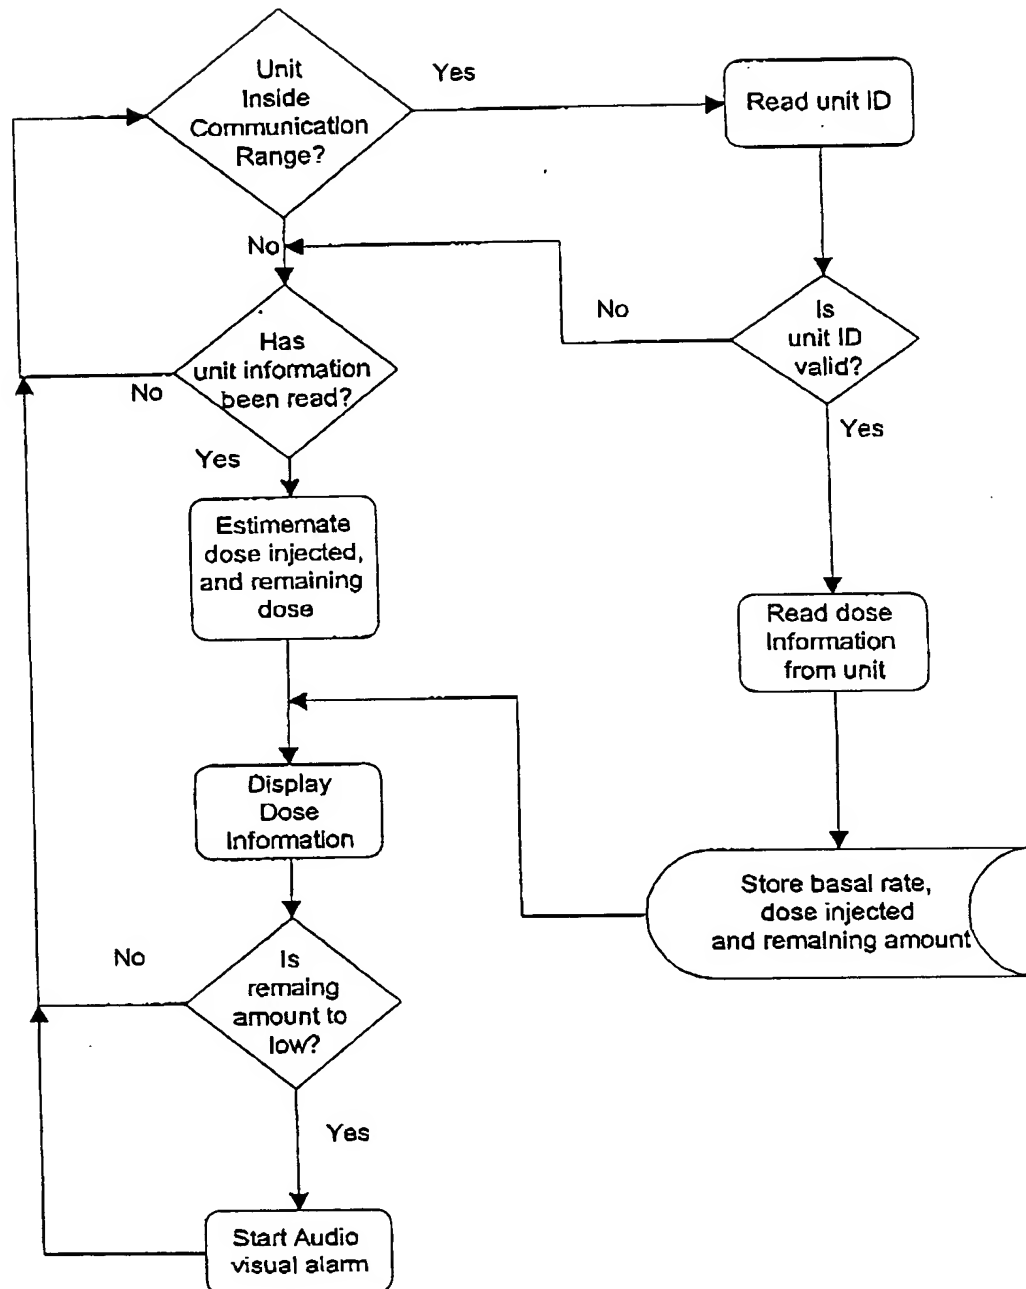 Unit
Inside
Communication
Range?
Yes
Read unit ID
No
No
Is
unit ID
valid?
Has
unit information
been read?
No
Yes
Yes
Estimemate
dose injected,
and remaining
dose
Read dose
Information
from unit
Display
Dose
Information
Store basal rate,
dose injected
and remaining amount
No
Is
remaing
amount to
low?
Yes
Start Audio
visual alarm